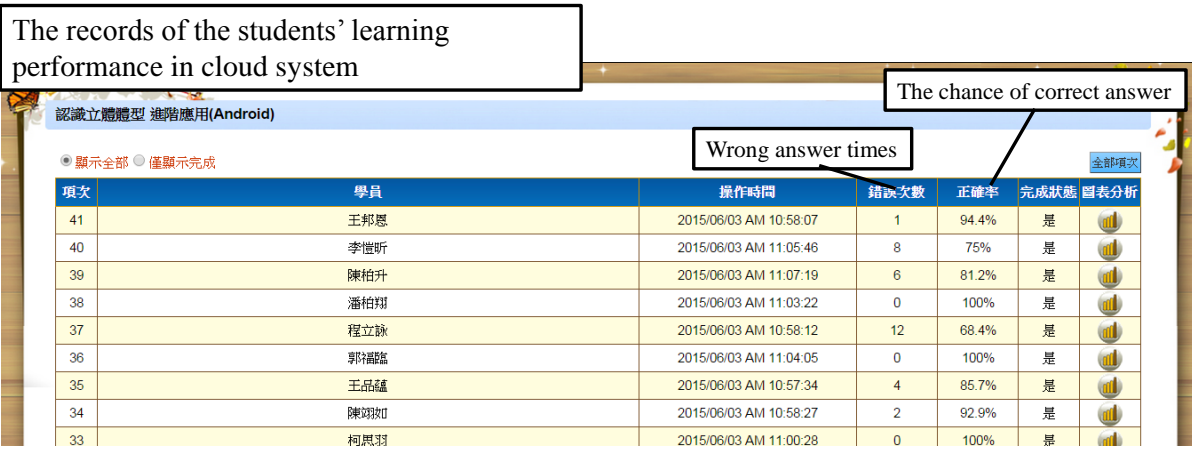 The records of the students' learning
performance in cloud system
The chance of correct answer
認識立體體型 進階應用(Android)
Wrong answer times
顯示全部 僅顯示完成
全部項次
項次 學員 操作時間 錯誤次數 正確率 完成狀態 圖表分析
41 王邦恩 2015/06/03 AM 10:58:07 1 94.4% 是
40 李愷昕 2015/06/03 AM 11:05:46 8 75% 是
39 陳柏升 2015/06/03 AM 11:07:19 6 81.2% 是
38 潘柏翔 2015/06/03 AM 11:03:22 0 100% 是
37 程立詠 2015/06/03 AM 10:58:12 12 68.4% 是
36 郭福臨 2015/06/03 AM 11:04:05 0 100% 是
35 王品蘊 2015/06/03 AM 10:57:34 4 85.7% 是
34 陳翊如 2015/06/03 AM 10:58:27 2 92.9% 是
33 柯思羽 2015/06/03 AM 11:00:28 0 100% 是